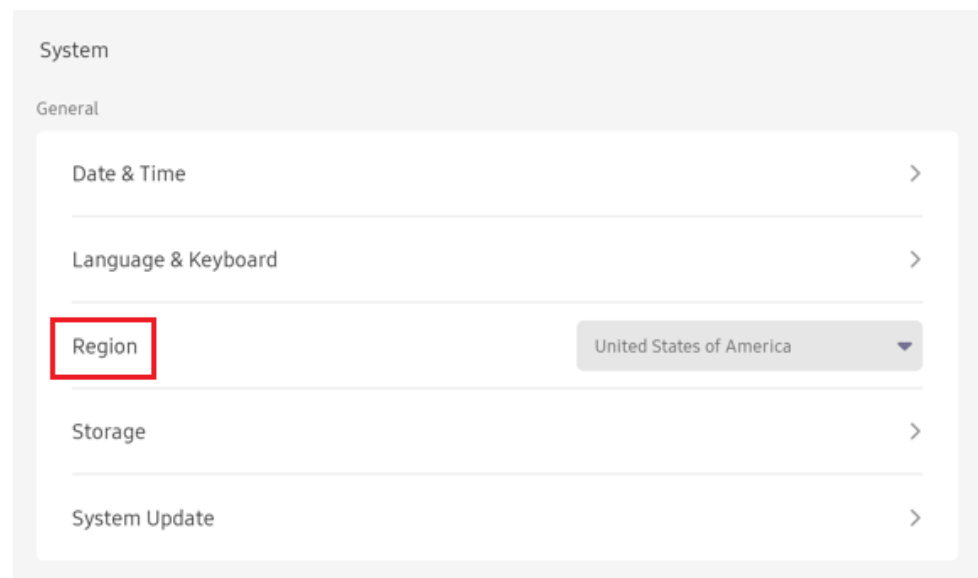 System
General
Date & Time
Language & Keyboard
Region
United States of America
Storage
System Update